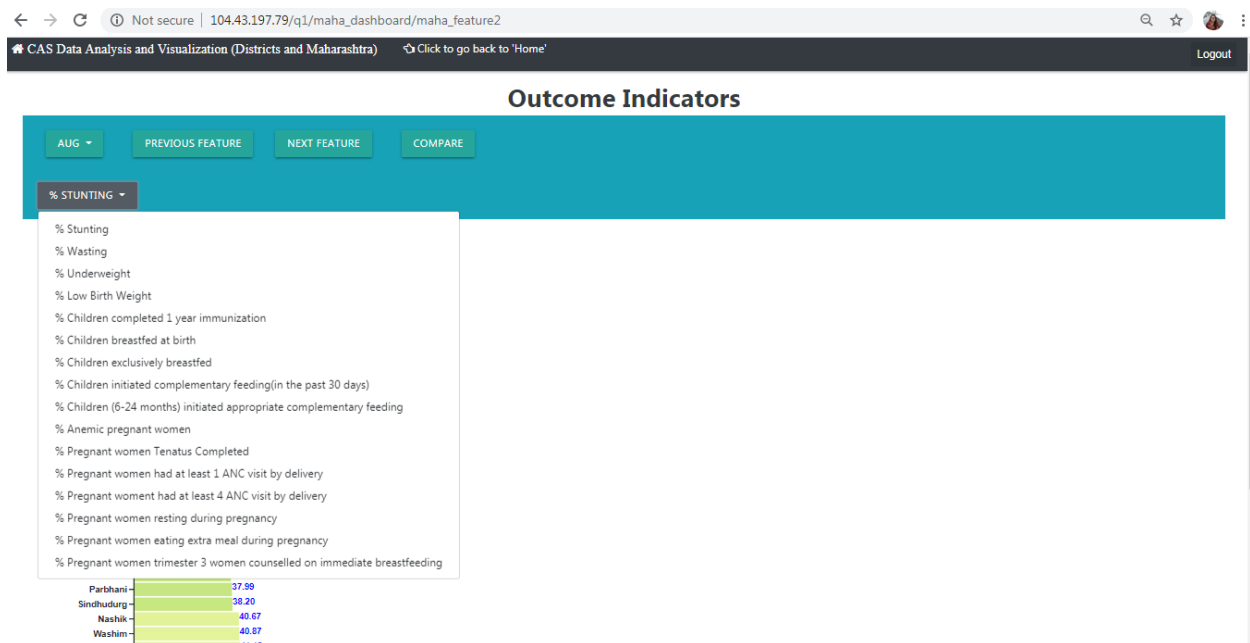 Not secure | 104.43.197.79/q1/maha_dashboard/maha_feature2
CAS Data Analysis and Visualization (Districts and Maharashtra) Click to go back to 'Home' Logout
Outcome Indicators
AUG PREVIOUS FEATURE NEXT FEATURE COMPARE
% STUNTING
% Stunting
% Wasting
% Underweight
% Low Birth Weight
% Children completed 1 year immunization
% Children breastfed at birth
% Children exclusively breastfed
% Children initiated complementary feeding(in the past 30 days)
% Children (6-24 months) initiated appropriate complementary feeding
% Anemic pregnant women
% Pregnant women Tenatus Completed
% Pregnant women had at least 1 ANC visit by delivery
% Pregnant woment had at least 4 ANC visit by delivery
% Pregnant women resting during pregnancy
% Pregnant women eating extra meal during pregnancy
% Pregnant women trimester 3 women counselled on immediate breastfeeding
Parbhani 37.99
Sindhudurg 38.20
Nashik 40.67
Washim 40.87